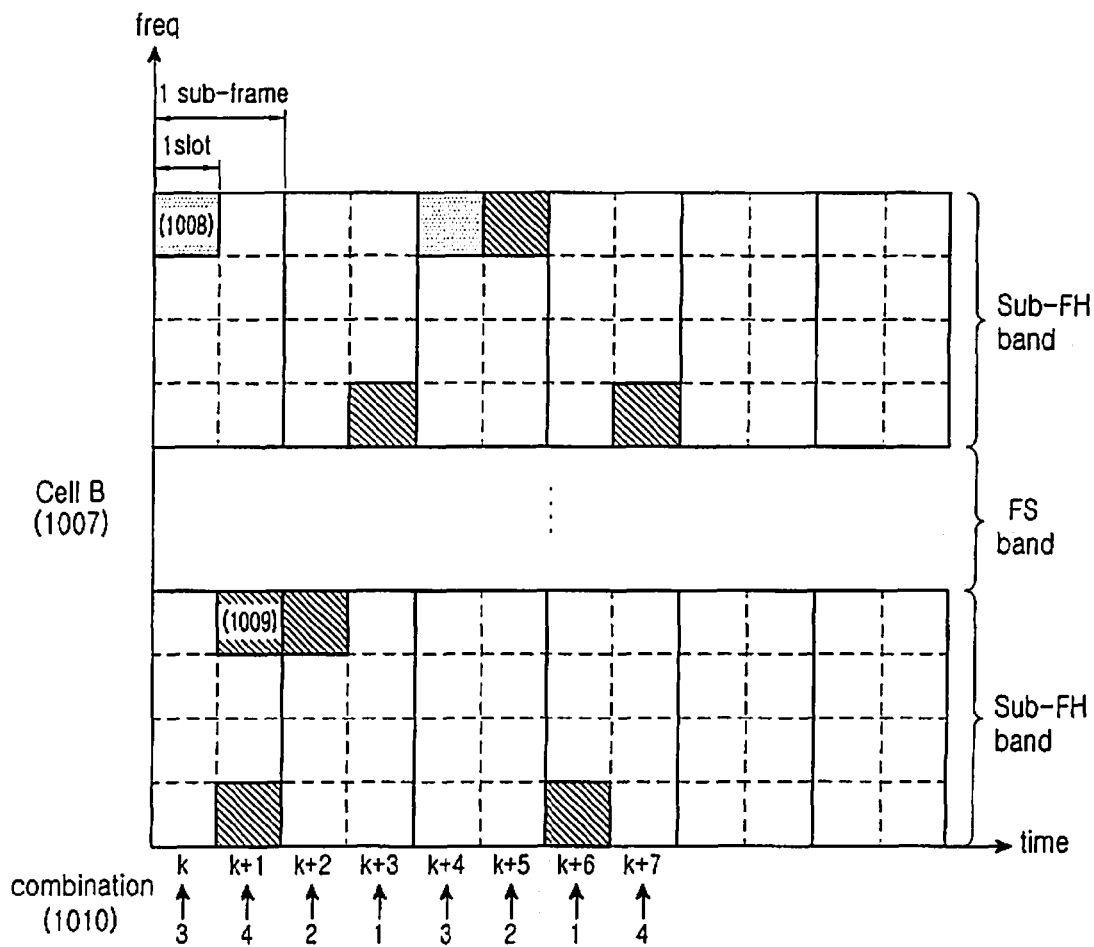 freq
1 sub-frame
1slot
(1008)
Sub-FH
band
Cell B
(1007)
FS
band
(1009)
Sub-FH
band
time
k k+1 k+2 k+3 k+4 k+5 k+6 k+7
combination
(1010)
3 4 2 1 3 2 1 4